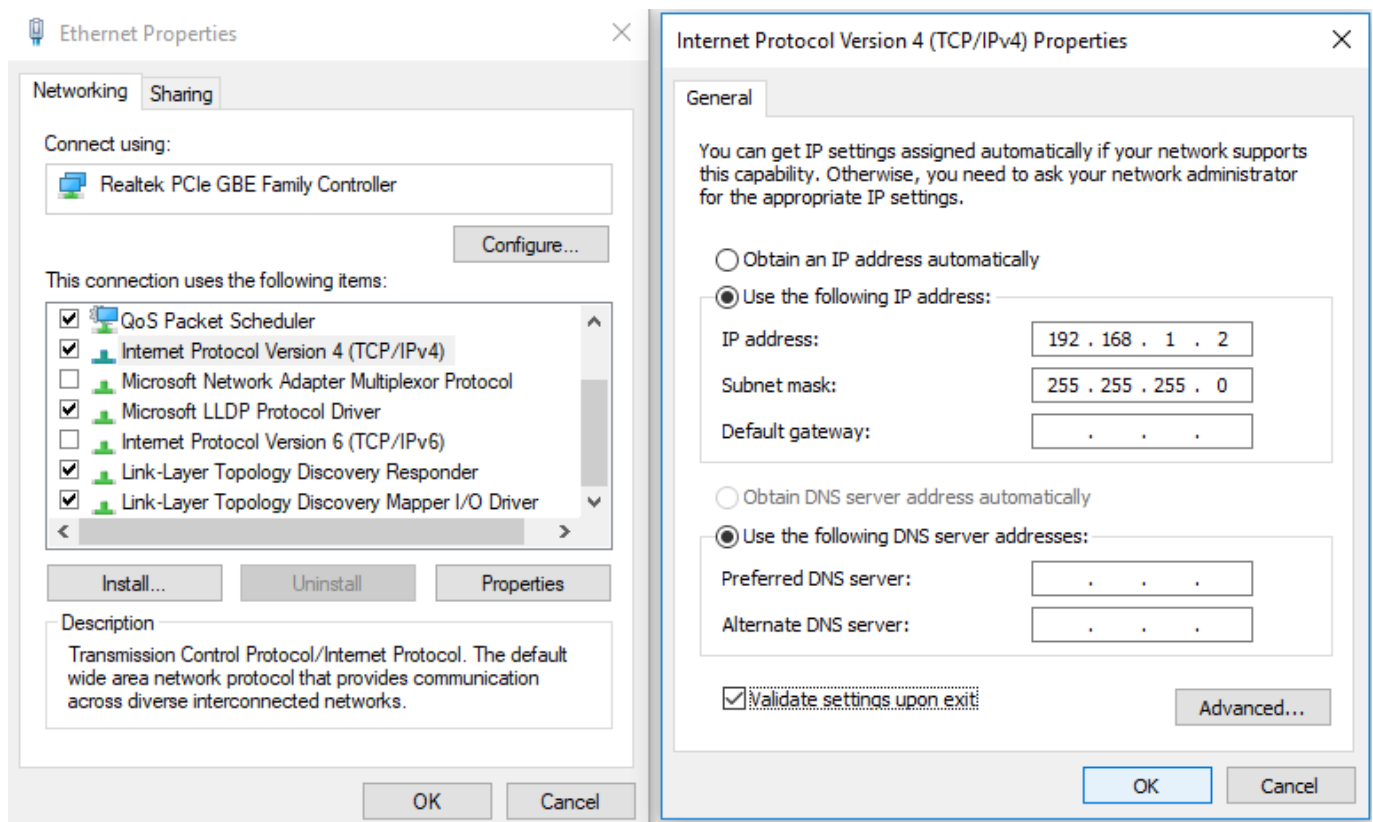 Ethernet Properties
Networking
Sharing
Connect using:
Realtek PCIe GBE Family Controller
Configure...
This connection uses the following items:
QoS Packet Scheduler
Internet Protocol Version 4 (TCP/IPv4)
Microsoft Network Adapter Multiplexor Protocol
Microsoft LLDP Protocol Driver
Internet Protocol Version 6 (TCP/IPv6)
Link-Layer Topology Discovery Responder
Link-Layer Topology Discovery Mapper I/O Driver
Install...
Uninstall
Properties
Description
Transmission Control Protocol/Internet Protocol. The default
wide area network protocol that provides communication
across diverse interconnected networks.
OK
Cancel
Internet Protocol Version 4 (TCP/IPv4) Properties
General
You can get IP settings assigned automatically if your network supports
this capability. Otherwise, you need to ask your network administrator
for the appropriate IP settings.
Obtain an IP address automatically
Use the following IP address:
IP address: 192 . 168 . 1 . 2
Subnet mask: 255 . 255 . 255 . 0
Default gateway: . . .
Obtain DNS server address automatically
Use the following DNS server addresses:
Preferred DNS server: . . .
Alternate DNS server: . . .
Validate settings upon exit
Advanced...
OK
Cancel